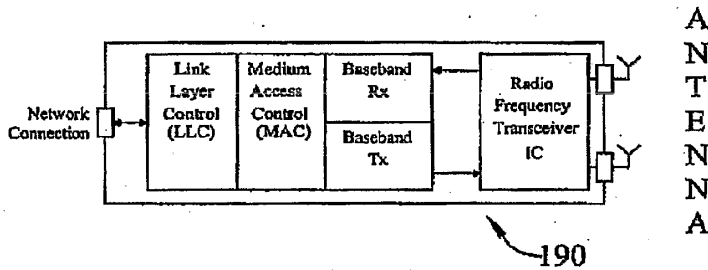 Network
Connection
Link
Layer
Control
(LLC)
Medium
Access
Control
(MAC)
Baseband
Rx
Baseband
Tx
Radio
Frequency
Transceiver
IC
ANTENNA
190